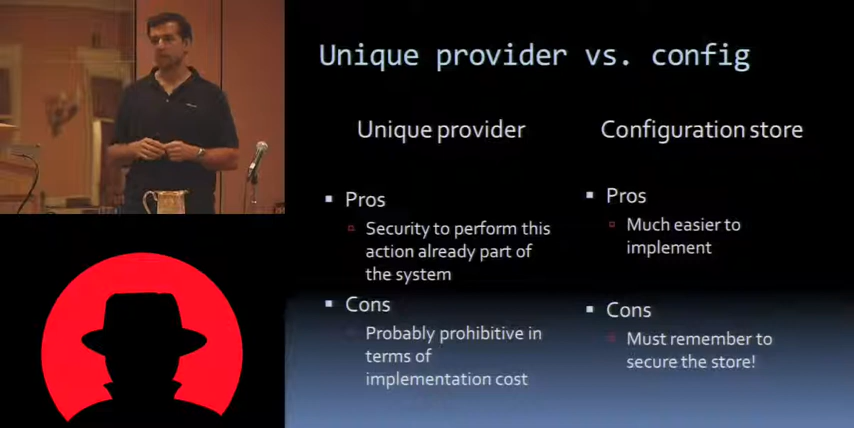 Unique provider vs. config
Unique provider
Pros
Security to perform this
action already part of
the system
Cons
Probably prohibitive in
terms of
implementation cost
Configuration store
Pros
Much easier to
implement
Cons
Must remember to
secure the store!